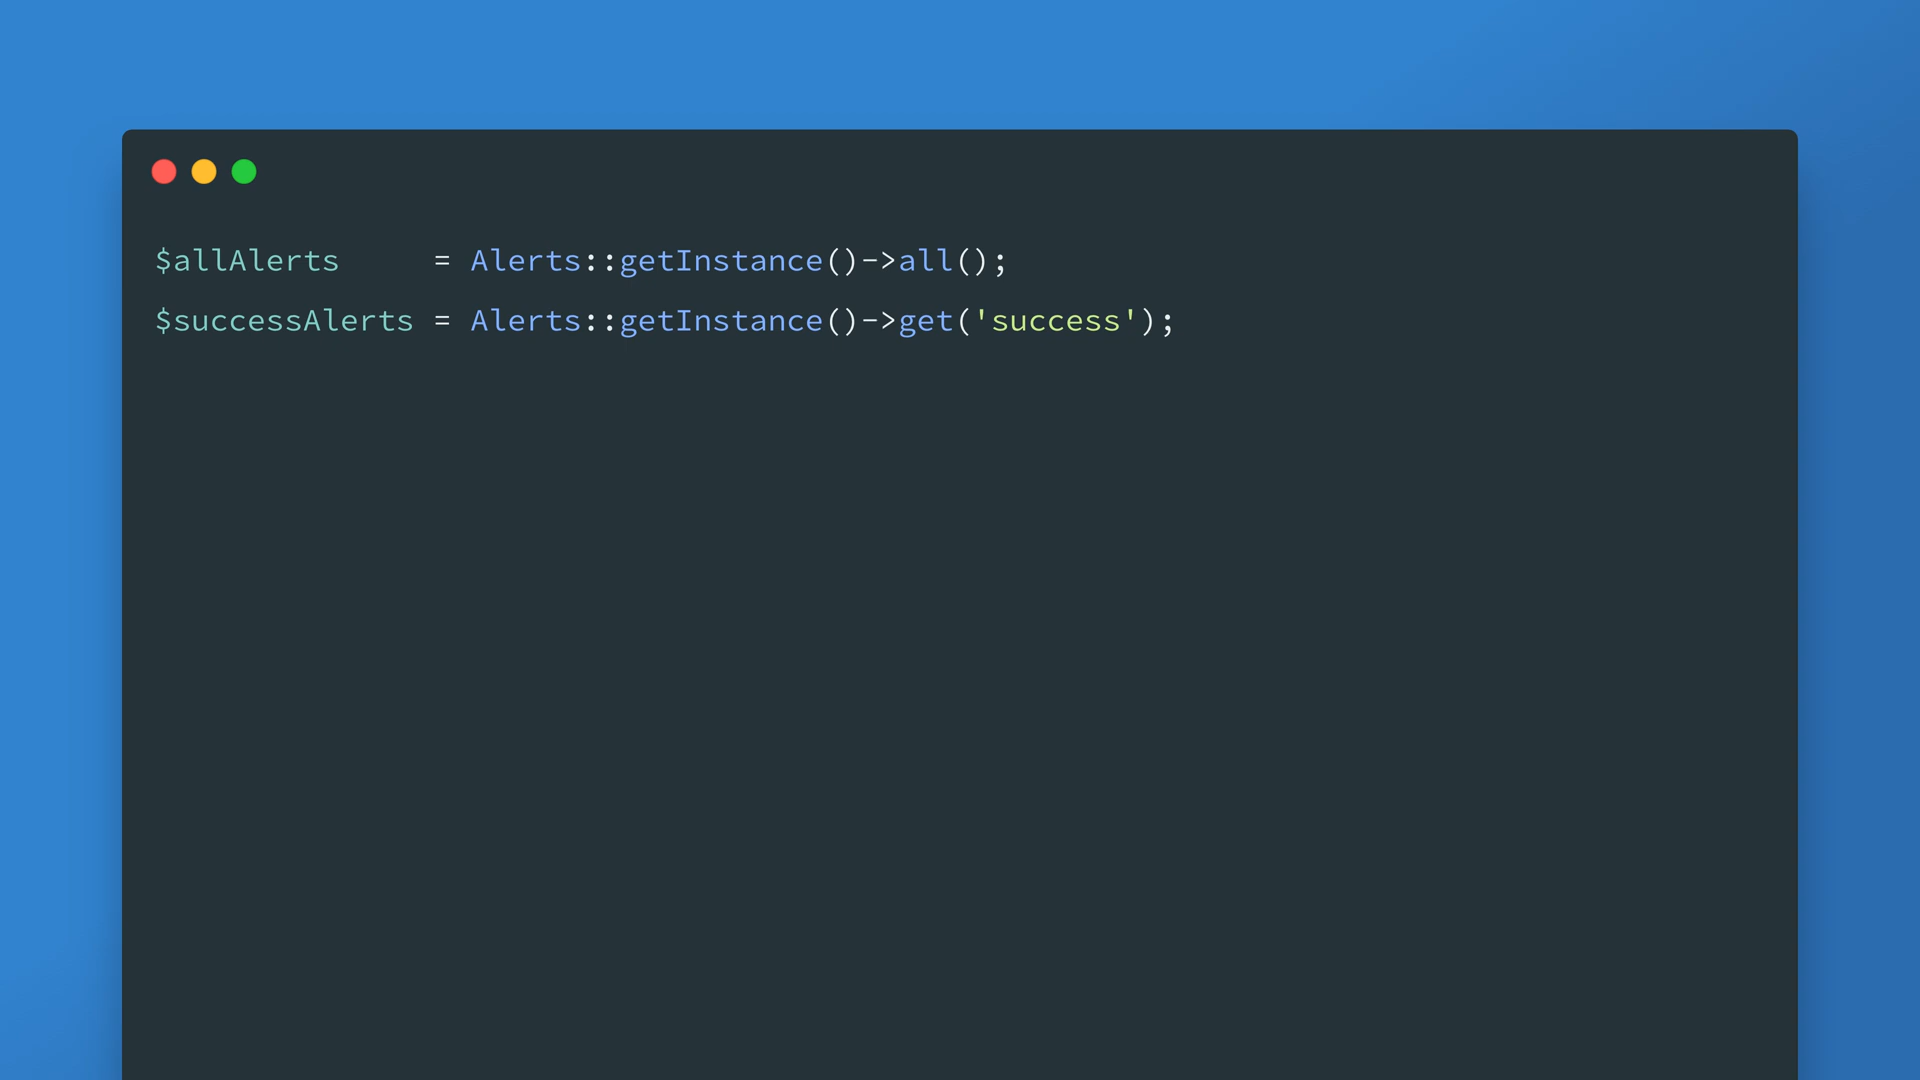 $allAlerts     = Alerts::getInstance()->all();
$successAlerts = Alerts::getInstance()->get('success');